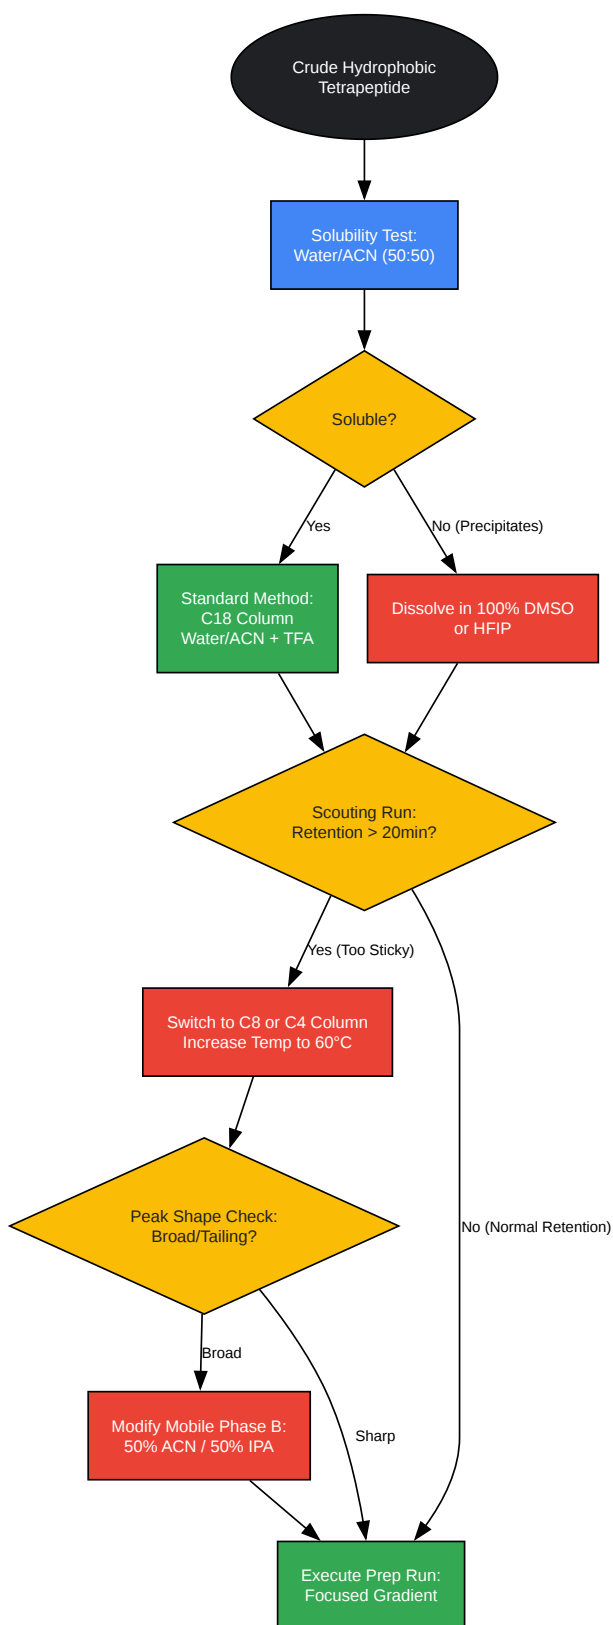 Crude Hydrophobic
Tetrapeptide
Solubility Test:
Water/ACN (50:50)
Soluble?
Yes
No (Precipitates)
Standard Method:
C18 Column
Water/ACN + TFA
Dissolve in 100% DMSO
or HFIP
Scouting Run:
Retention > 20min?
Yes (Too Sticky)
Switch to C8 or C4 Column
Increase Temp to 60°C
Peak Shape Check:
Broad/Tailing?
No (Normal Retention)
Broad
Modify Mobile Phase B:
50% ACN / 50% IPA
Sharp
Execute Prep Run:
Focused Gradient